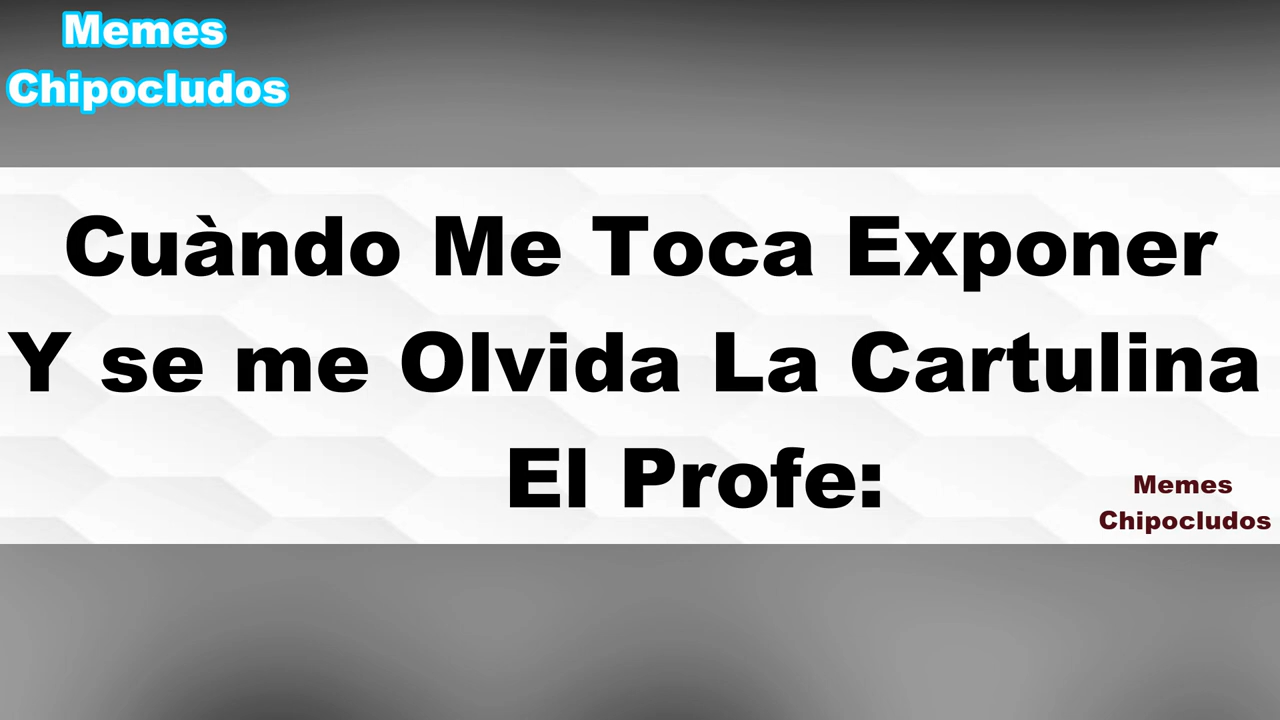 Memes
Chipocludos
Cuàndo Me Toca Exponer
Y se me Olvida La Cartulina
El Profe:
Memes
Chipocludos